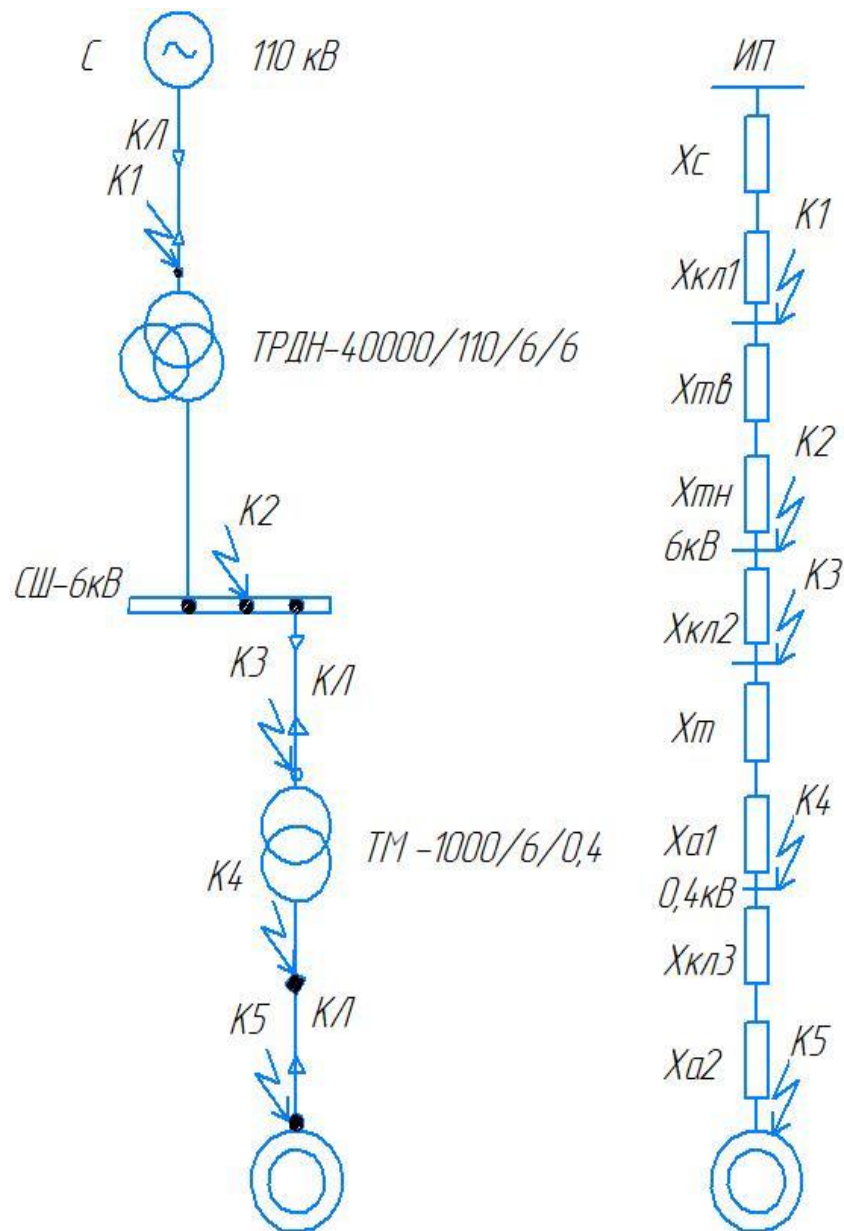 С 110 кВ
КЛ
К1
ТРДН-40000/110/6/6
К2
СШ-6кВ
К3
КЛ
ТМ -1000/6/0,4
К4
К5
КЛ
ИП
Хс
К1
Хкл1
Хтв
К2
Хтн
6кВ
К3
Хкл2
Хт
К4
Ха1
0,4кВ
Хкл3
К5
Ха2